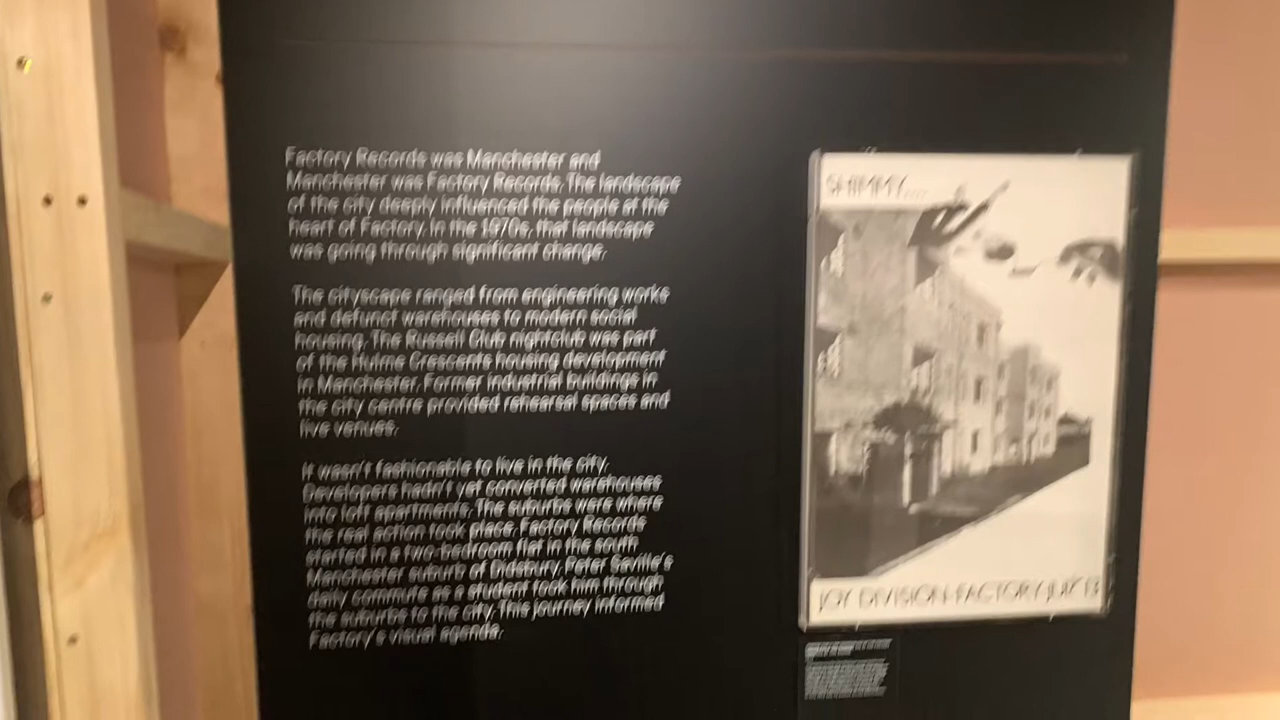 Factory Records was Manchester and
Manchester was Factory Records. The landscape
of the city deeply influenced the people at the
heart of Factory. In the 1970s, that landscape
was going through significant change.
The cityscape ranged from engineering works
and defunct warehouses to modern social
housing. The Russell Club nightclub was part
of the Hulme Crescents housing development
in Manchester. Former industrial buildings in
the city centre provided rehearsal spaces and
live venues.
It wasn't fashionable to live in the city.
Developers hadn't yet converted warehouses
into loft apartments. The suburbs were where
the real action took place. Factory Records
started in a two-bedroom flat in the south
Manchester suburb of Didsbury. Peter Saville's
daily commute as a student took him through
the suburbs to the city. This journey informed
Factory's visual agenda.
SHIMMY....
JOY DIVISION·FACTORY JULY 13